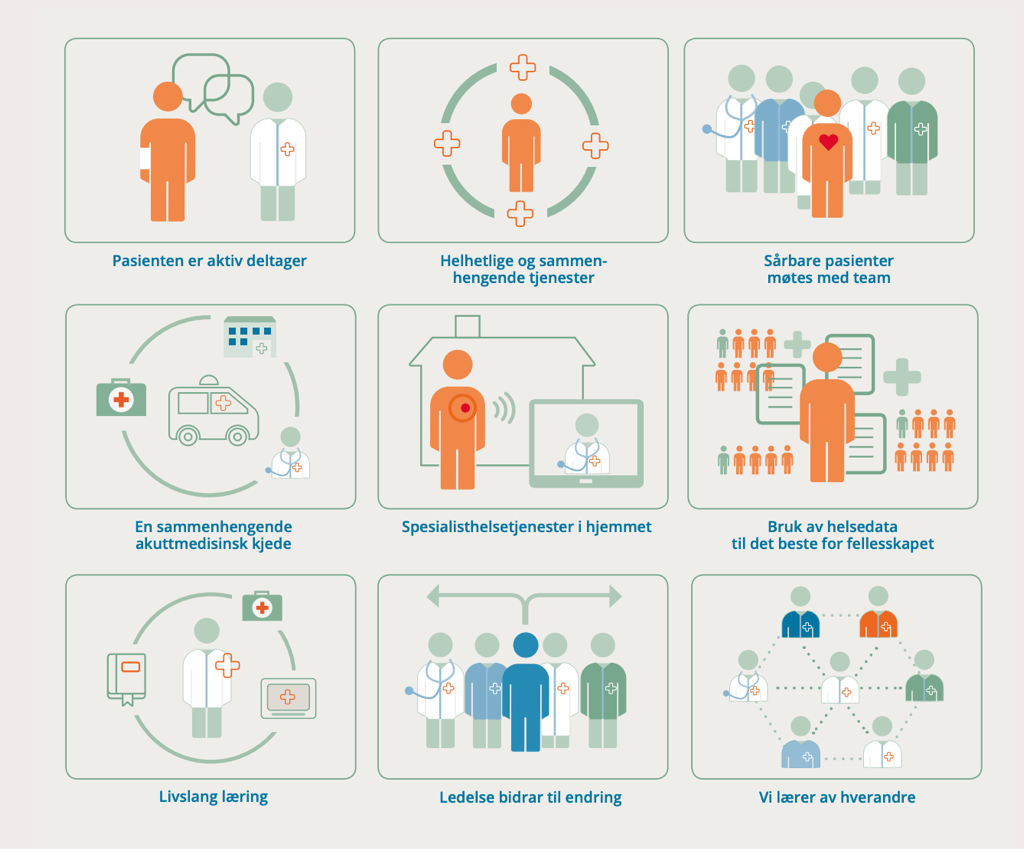 Pasienten er aktiv deltager
Helhetlige og sammen-
hengende tjenester
Sårbare pasienter
møtes med team
En sammenhengende
akuttmedisinsk kjede
Spesialisthelsetjenester i hjemmet
Bruk av helsedata
til det beste for fellesskapet
Livslang læring
Ledelse bidrar til endring
Vi lærer av hverandre